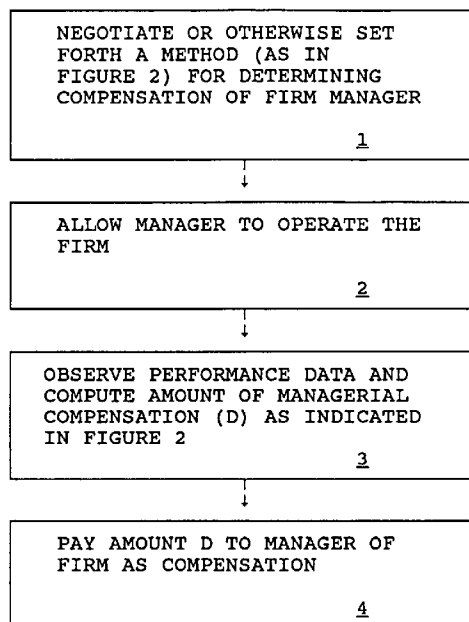 NEGOTIATE OR OTHERWISE SET
FORTH A METHOD (AS IN
FIGURE 2) FOR DETERMINING
COMPENSATION OF FIRM MANAGER
1
ALLOW MANAGER TO OPERATE THE
FIRM
2
OBSERVE PERFORMANCE DATA AND
COMPUTE AMOUNT OF MANAGERIAL
COMPENSATION (D) AS INDICATED
IN FIGURE 2
3
PAY AMOUNT D TO MANAGER OF
FIRM AS COMPENSATION
4